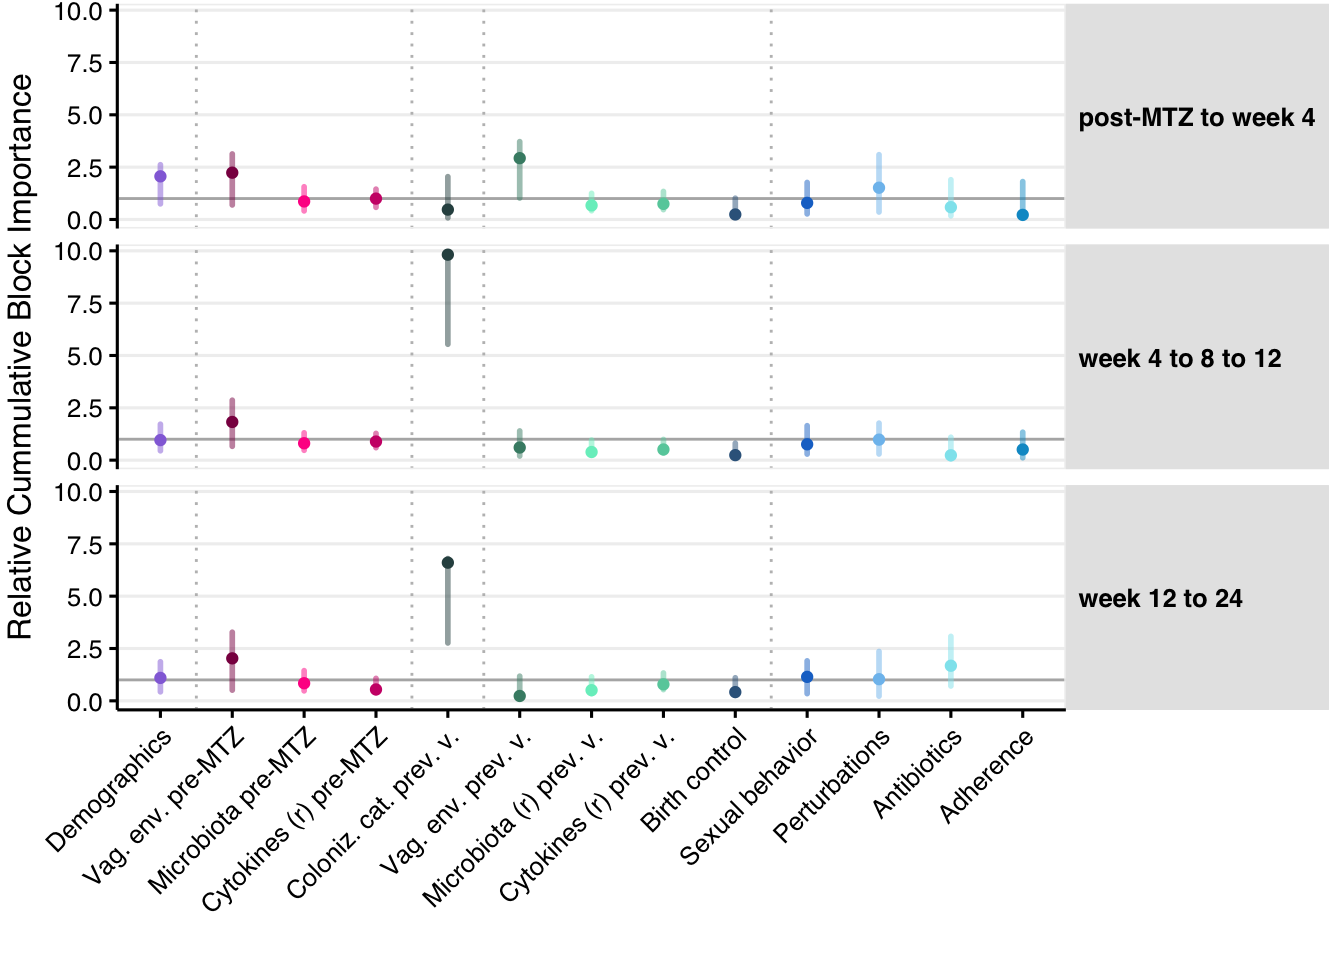 Relative Cummulative Block Importance
10.0
7.5
5.0
2.5
0.0
post-MTZ to week 4
10.0
7.5
5.0
2.5
0.0
week 4 to 8 to 12
10.0
7.5
5.0
2.5
0.0
week 12 to 24
Demographics
Vag. env. pre-MTZ
Microbiota pre-MTZ
Cytokines (r) pre-MTZ
Coloniz. cat. prev. v.
Vag. env. prev. v.
Microbiota (r) prev. v.
Cytokines (r) prev. v.
Birth control
Sexual behavior
Perturbations
Antibiotics
Adherence